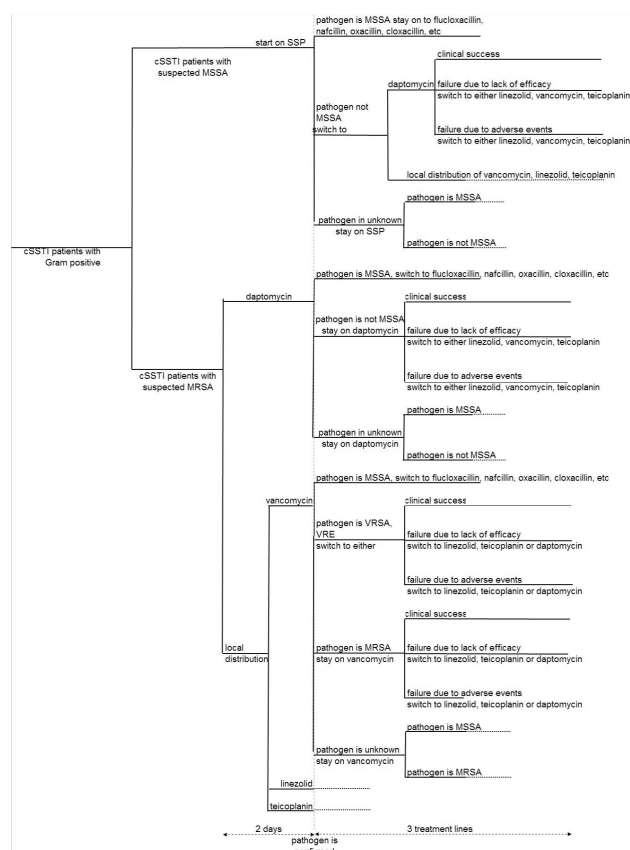 pathogen is MSSA stay on to flucloxacillin,
nafcillin, oxacillin, cloxacillin, etc
start on SSP
cSSTI patients with
suspected MSSA
clinical success
daptomycin
failure due to lack of efficacy
switch to either linezolid, vancomycin, teicoplanin
pathogen not
MSSA
switch to
failure due to adverse events
switch to either linezolid, vancomycin, teicoplanin
local distribution of vancomycin, linezolid, teicoplanin
pathogen is MSSA
pathogen in unknown
stay on SSP
pathogen is not MSSA
cSSTI patients with
Gram positive
pathogen is MSSA, switch to flucloxacillin, nafcillin, oxacillin, cloxacillin, etc
daptomycin
clinical success
pathogen is not MSSA
stay on daptomycin
failure due to lack of efficacy
switch to either linezolid, vancomycin, teicoplanin
cSSTI patients with
suspected MRSA
failure due to adverse events
switch to either linezolid, vancomycin, teicoplanin
pathogen is MSSA
pathogen in unknown
stay on daptomycin
pathogen is not MSSA
pathogen is MSSA, switch to flucloxacillin, nafcillin, oxacillin, cloxacillin, etc
vancomycin
clinical success
pathogen is VRSA,
VRE
switch to either
failure due to lack of efficacy
switch to linezolid, teicoplanin or daptomycin
failure due to adverse events
switch to linezolid, teicoplanin or daptomycin
clinical success
local
distribution
pathogen is MRSA
stay on vancomycin
failure due to lack of efficacy
switch to linezolid, teicoplanin or daptomycin
failure due to adverse events
switch to linezolid, teicoplanin or daptomycin
pathogen is MSSA
pathogen is unknown
stay on vancomycin
pathogen is MRSA
linezolid
teicoplanin
2 days
3 treatment lines
pathogen is